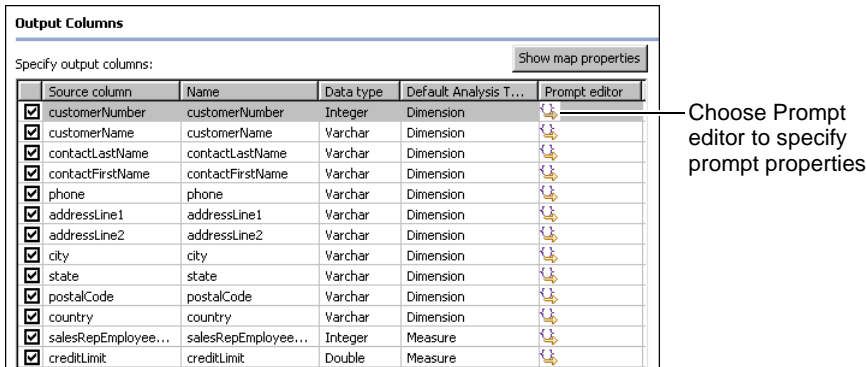 Output Columns
Specify output columns:
Show map properties
Source column Name Data type Default Analysis T... Prompt editor
customerNumber customerNumber Integer Dimension
customerName customerName Varchar Dimension
contactLastName contactLastName Varchar Dimension
contactFirstName contactFirstName Varchar Dimension
phone phone Varchar Dimension
addressLine1 addressLine1 Varchar Dimension
addressLine2 addressLine2 Varchar Dimension
city city Varchar Dimension
state state Varchar Dimension
postalCode postalCode Varchar Dimension
country country Varchar Dimension
salesRepEmployee... salesRepEmployee... Integer Measure
creditLimit creditLimit Double Measure
Choose Prompt
editor to specify
prompt properties